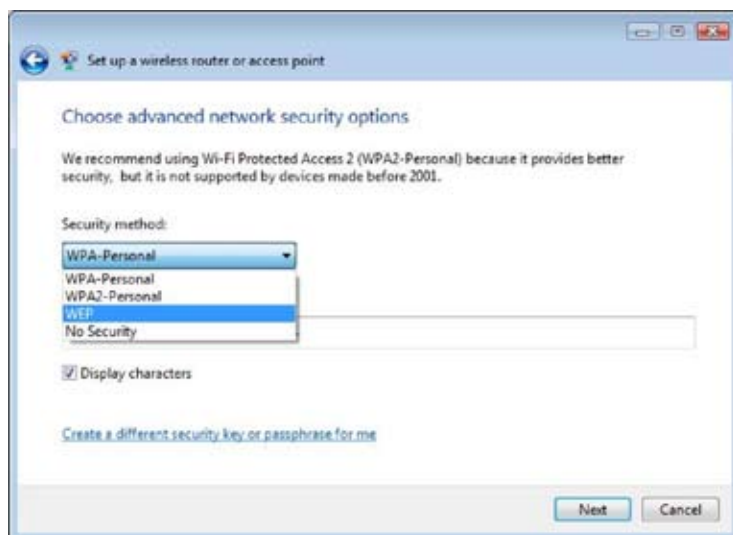 Set up a wireless router or access point
Choose advanced network security options
We recommend using Wi-Fi Protected Access 2 (WPA2-Personal) because it provides better
security, but it is not supported by devices made before 2001.
Security method:
WPA-Personal
WPA-Personal
WPA2-Personal
WEP
No Security
Display characters
Create a different security key or passphrase for me
Next
Cancel